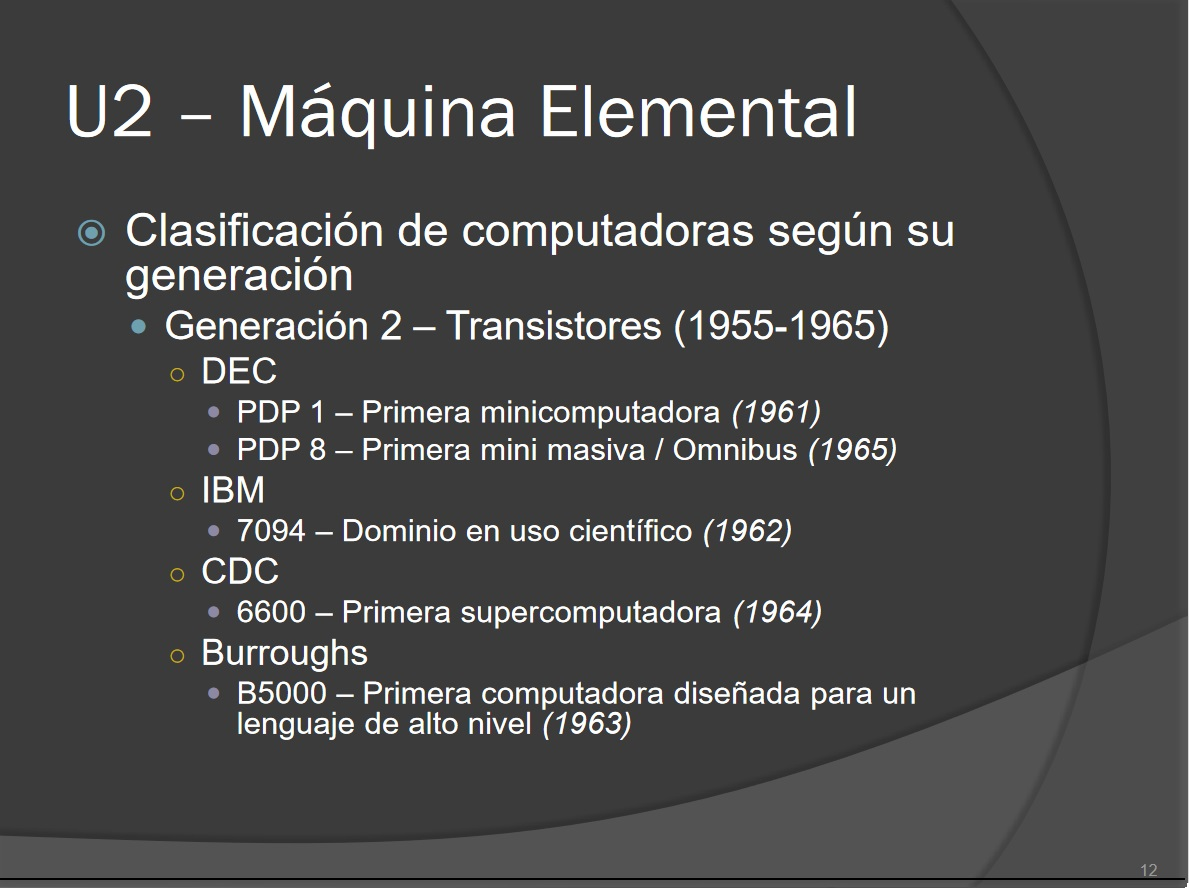 U2 – Máquina Elemental
Clasificación de computadoras según su
generación
Generación 2 – Transistores (1955-1965)
DEC
PDP 1 – Primera minicomputadora (1961)
PDP 8 – Primera mini masiva / Omnibus (1965)
IBM
7094 – Dominio en uso científico (1962)
CDC
6600 – Primera supercomputadora (1964)
Burroughs
B5000 – Primera computadora diseñada para un
lenguaje de alto nivel (1963)
12